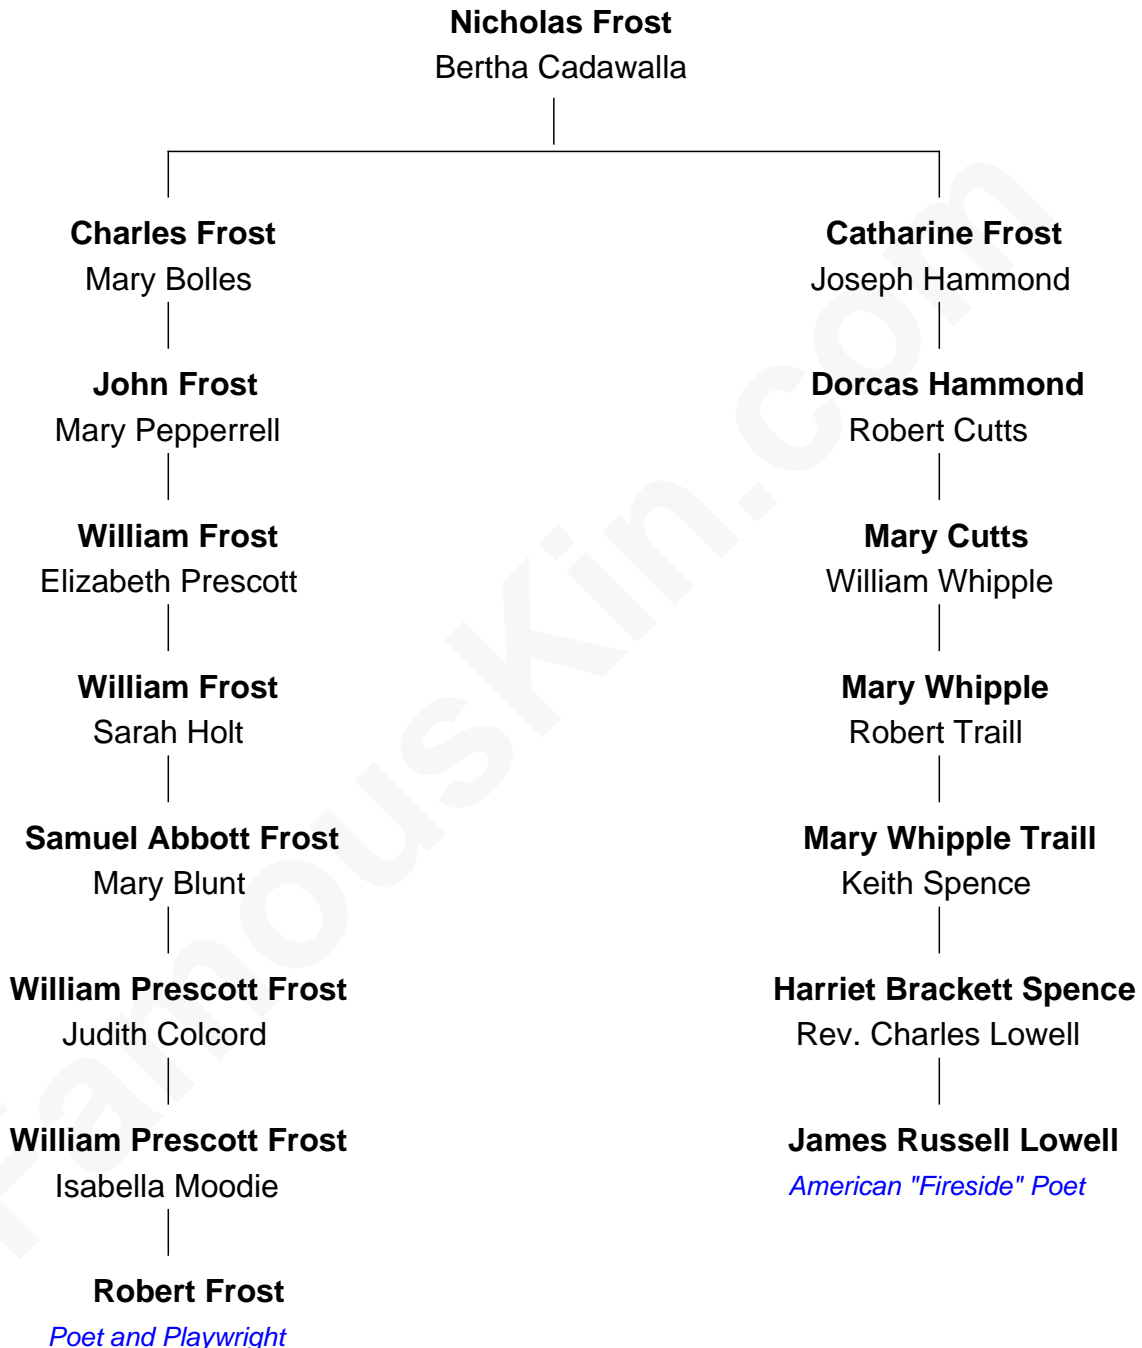 Nicholas Frost
Bertha Cadawalla
Charles Frost
Mary Bolles
Catharine Frost
Joseph Hammond
John Frost
Mary Pepperrell
Dorcas Hammond
Robert Cutts
William Frost
Elizabeth Prescott
Mary Cutts
William Whipple
William Frost
Sarah Holt
Mary Whipple
Robert Traill
Samuel Abbott Frost
Mary Blunt
Mary Whipple Traill
Keith Spence
William Prescott Frost
Judith Colcord
Harriet Brackett Spence
Rev. Charles Lowell
William Prescott Frost
Isabella Moodie
James Russell Lowell
American "Fireside" Poet
Robert Frost
Poet and Playwright
FamousKin.com